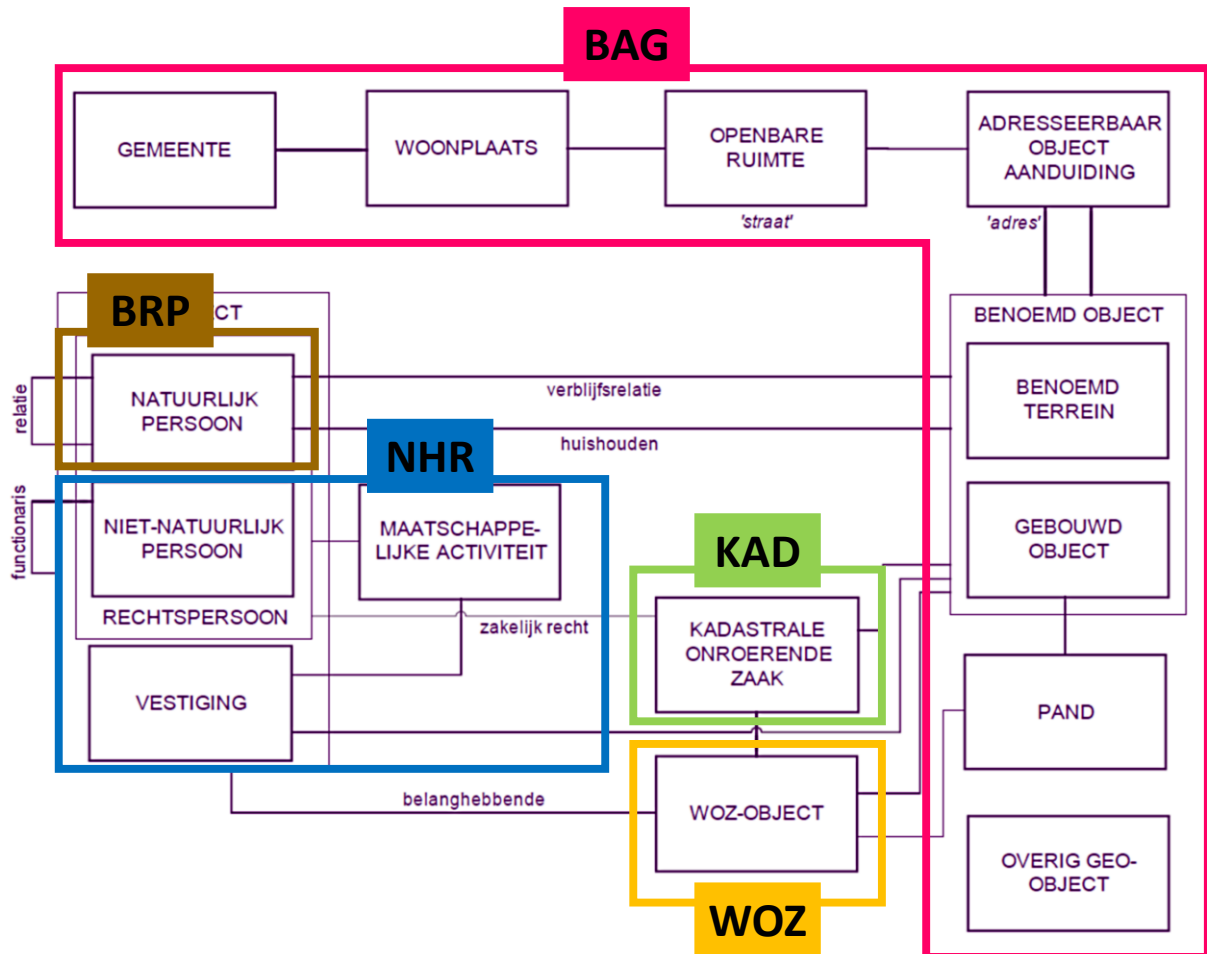 BAG
GEMEENTE
WOONPLAATS
OPENBARE
RUIMTE
ADRESSEERBAAR
OBJECT
AANDUIDING
'straat'
'adres'
BRP
CT
BENOEMD OBJECT
relatie
NATUURLIJK
PERSOON
verblijfsrelatie
huishouden
BENOEMD
TERREIN
NHR
functionaris
NIET-NATUURLIJK
PERSOON
MAATSCHAPPE-
LIJKE ACTIVITEIT
GEBOUWD
OBJECT
KAD
RECHTSPERSOON
zakelijk recht
KADASTRALE
ONROERENDE
ZAAK
VESTIGING
PAND
belanghebbende
WOZ-OBJECT
OVERIG GEO-
OBJECT
WOZ